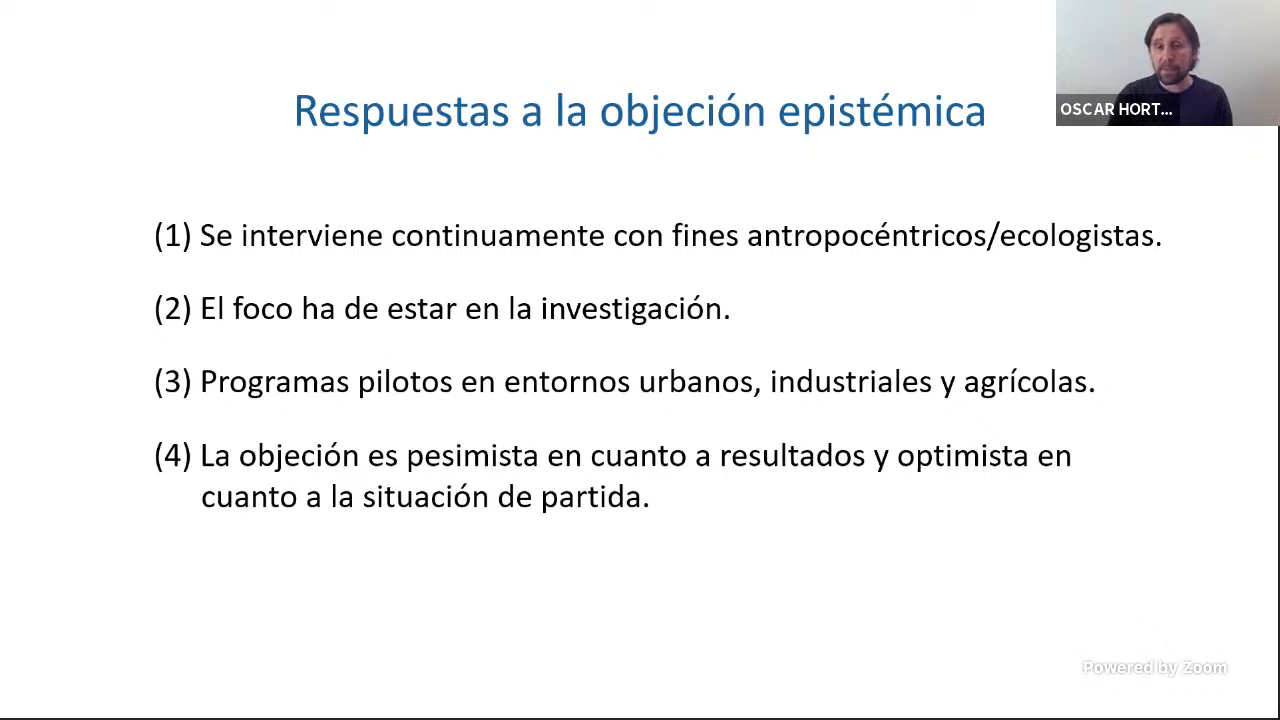 Respuestas a la objeción epistémica
OSCAR HORT...
(1) Se interviene continuamente con fines antropocéntricos/ecologistas.
(2) El foco ha de estar en la investigación.
(3) Programas pilotos en entornos urbanos, industriales y agrícolas.
(4) La objeción es pesimista en cuanto a resultados y optimista en
cuanto a la situación de partida.
Powered by Zoom